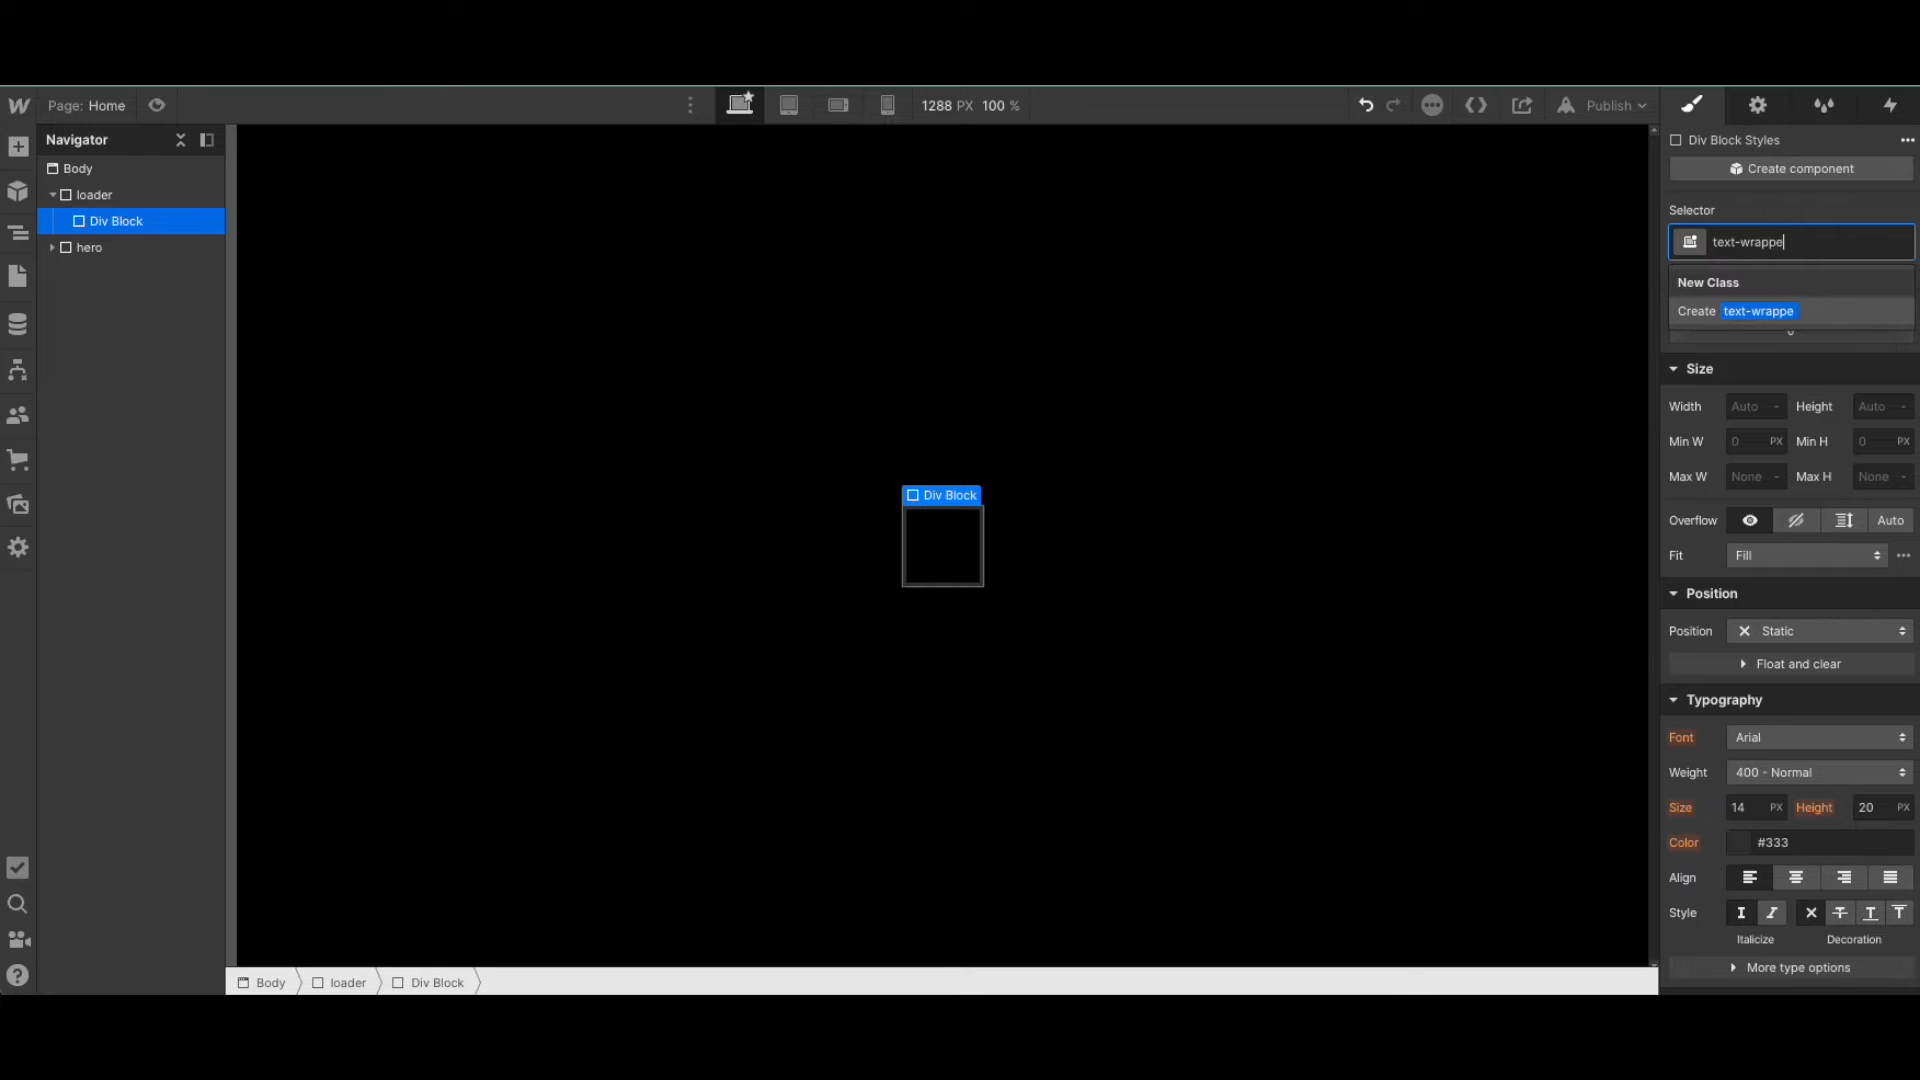 Page: Home
1288 PX 100 %
Publish
Navigator
Body
loader
Div Block
hero
Div Block
Div Block Styles
Create component
Selector
text-wrappe
New Class
Create text-wrappe
Size
Width Auto - Height Auto -
Min W 0 PX Min H 0 PX
Max W None - Max H None -
Overflow Auto
Fit Fill
Position
Position Static
Float and clear
Typography
Font Arial
Weight 400 - Normal
Size 14 PX Height 20 PX
Color #333
Align
Style
Italicize Decoration
More type options
Body loader Div Block